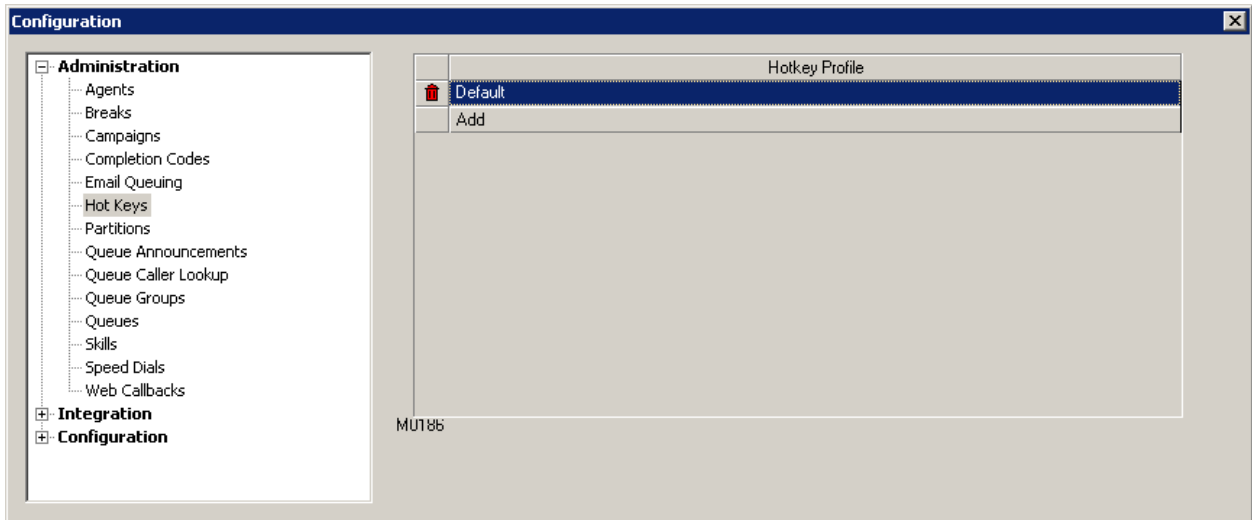 Configuration
Administration
Agents
Breaks
Campaigns
Completion Codes
Email Queuing
Hot Keys
Partitions
Queue Announcements
Queue Caller Lookup
Queue Groups
Queues
Skills
Speed Dials
Web Callbacks
Integration
Configuration
Hotkey Profile
Default
Add
M0186